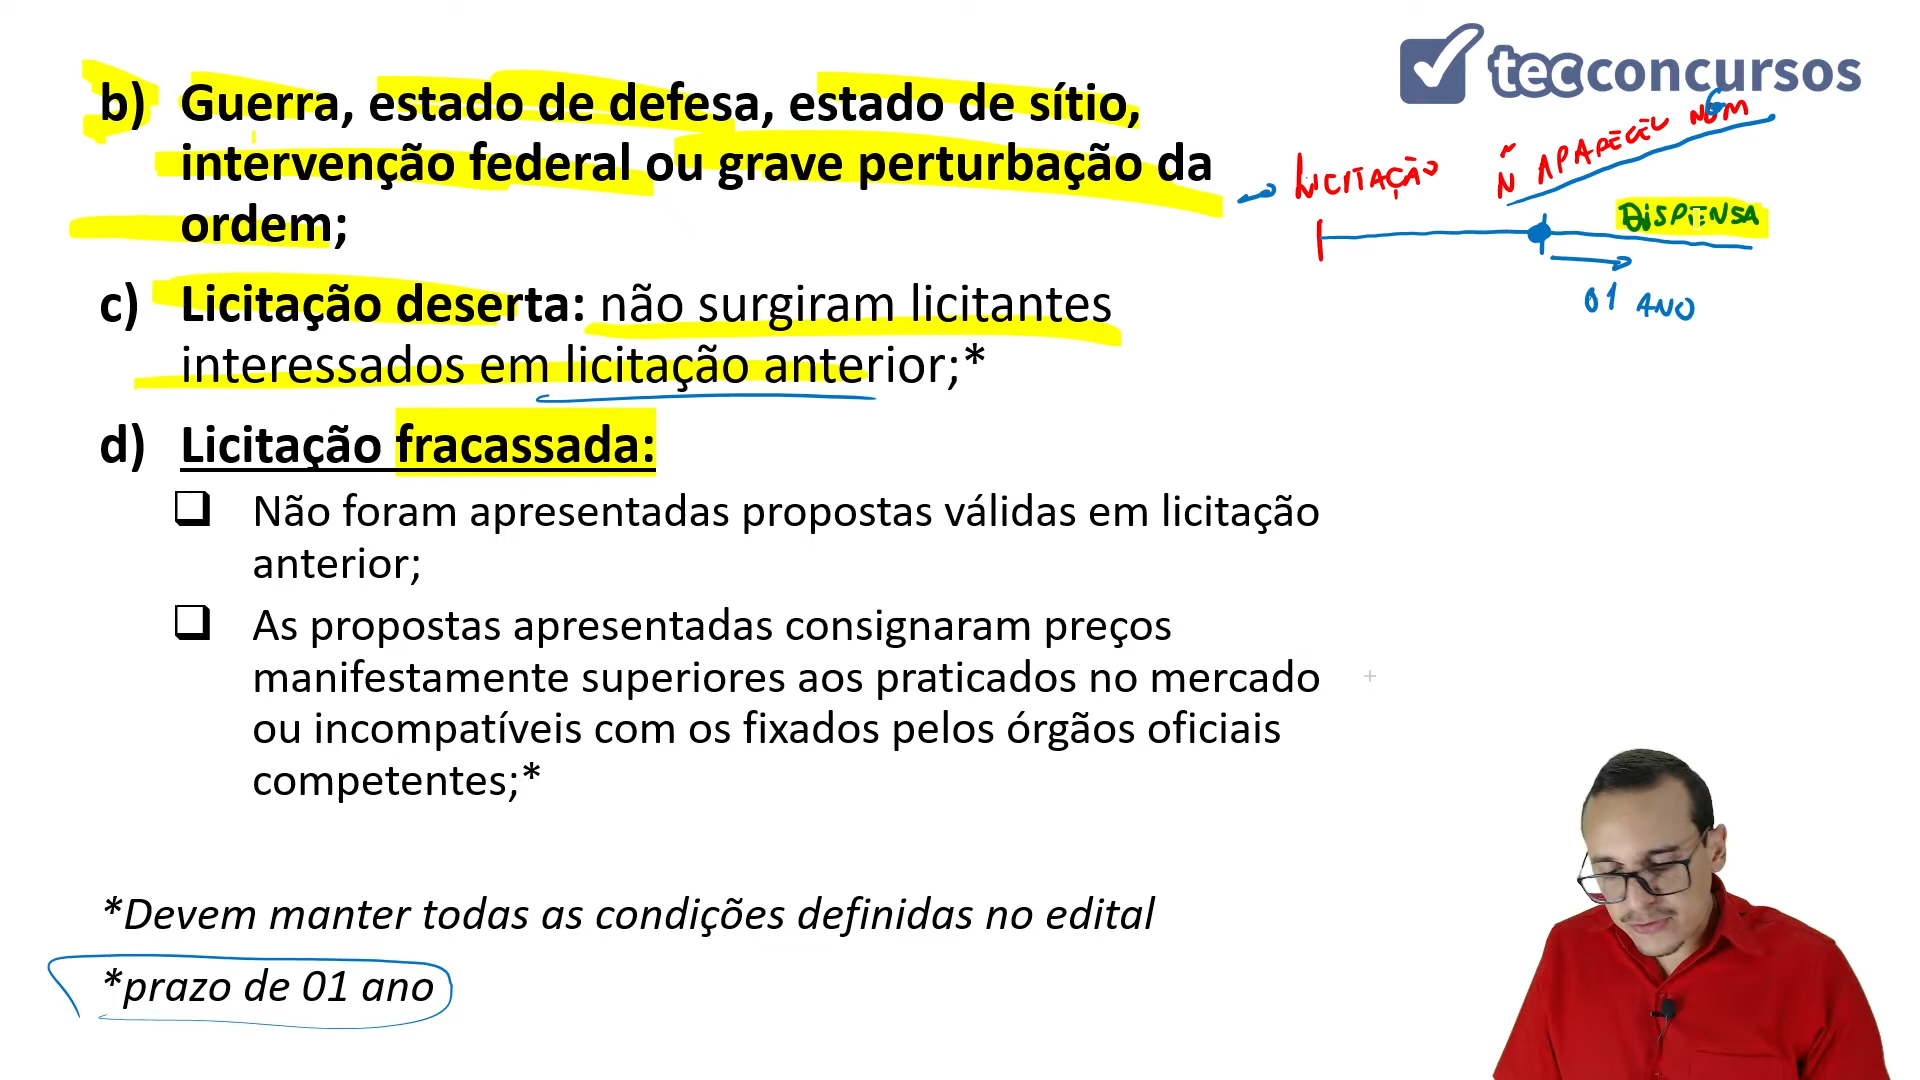 tecconcursos
b) Guerra, estado de defesa, estado de sítio,
intervenção federal ou grave perturbação da
ordem;
LICITAÇÃO
Ñ APARECEU NGM
DISPENSA
01 ANO
c) Licitação deserta: não surgiram licitantes
interessados em licitação anterior;*
d) Licitação fracassada:
Não foram apresentadas propostas válidas em licitação
anterior;
As propostas apresentadas consignaram preços
manifestamente superiores aos praticados no mercado
ou incompatíveis com os fixados pelos órgãos oficiais
competentes;*
*Devem manter todas as condições definidas no edital
*prazo de 01 ano